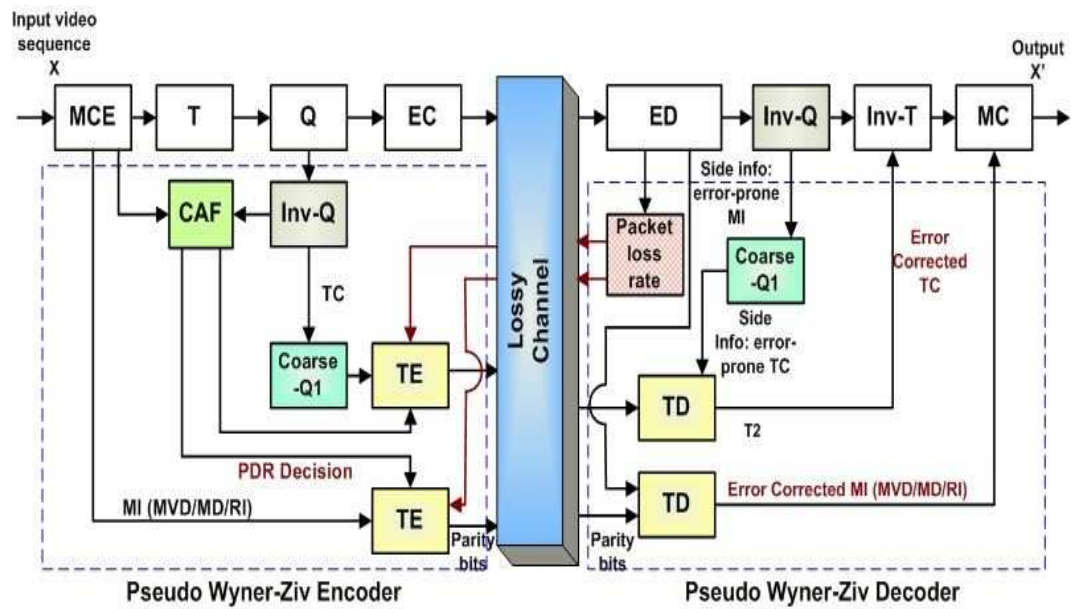 Input video
sequence
X
Output
X'
MCE
T
Q
EC
ED
Inv-Q
Inv-T
MC
CAF
Inv-Q
TC
Coarse
-Q1
TE
PDR Decision
MI (MVD/MD/RI)
TE
Parity
bits
Lossy
Channel
Packet
loss
rate
Side info:
error-prone
MI
Coarse
-Q1
Side
Info: error-
prone TC
Error
Corrected
TC
TD
T2
TD
Error Corrected MI (MVD/MD/RI)
Parity
bits
Pseudo Wyner-Ziv Encoder
Pseudo Wyner-Ziv Decoder